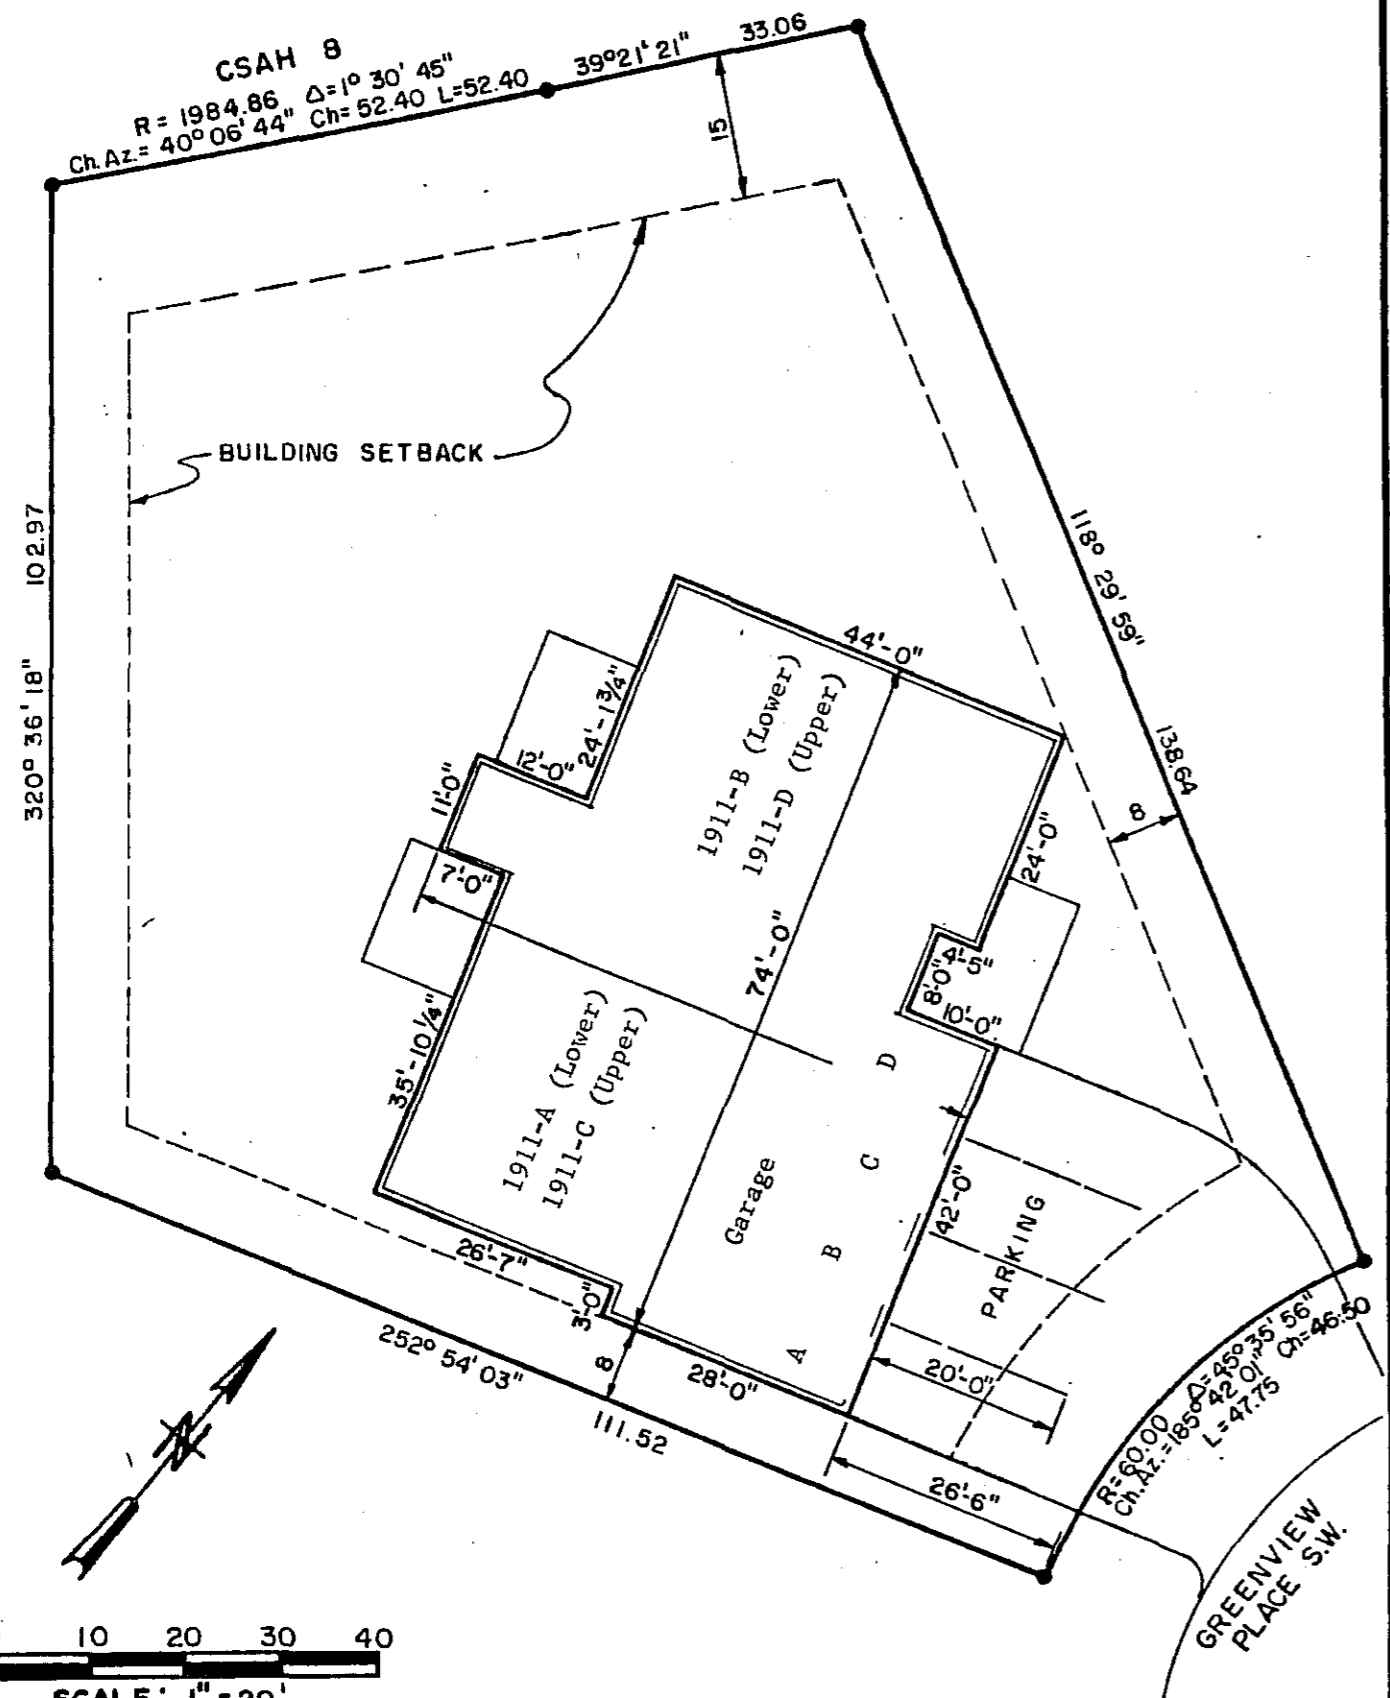 CSAH 8
R = 1984.86 Δ=1° 30' 45"
Ch. Az.= 40° 06' 44" Ch= 52.40 L=52.40
39°21' 21"
33.06
15
BUILDING SETBACK
320° 36' 18" 102.97
118° 29' 59"
138.64
8
44'-0"
24'-1 3/4"
12'-0"
11'-0"
7'-0"
1911-B (Lower)
1911-D (Upper)
24'-0"
4'-5"
8'-0"
10'-0"
74'-0"
35'-10 1/4"
1911-A (Lower)
1911-C (Upper)
Garage
A
B
C
D
42'-0"
PARKING
26'-7"
3'-0"
8
28'-0"
20'-0"
26'-6"
252° 54' 03"
111.52
R=60.00 Δ=45° 35' 56"
Ch. Az.=185° 42' 01" Ch=46.50
L=47.75
GREENVIEW
PLACE S.W.
N
10 20 30 40
SCALE: 1" = 20'